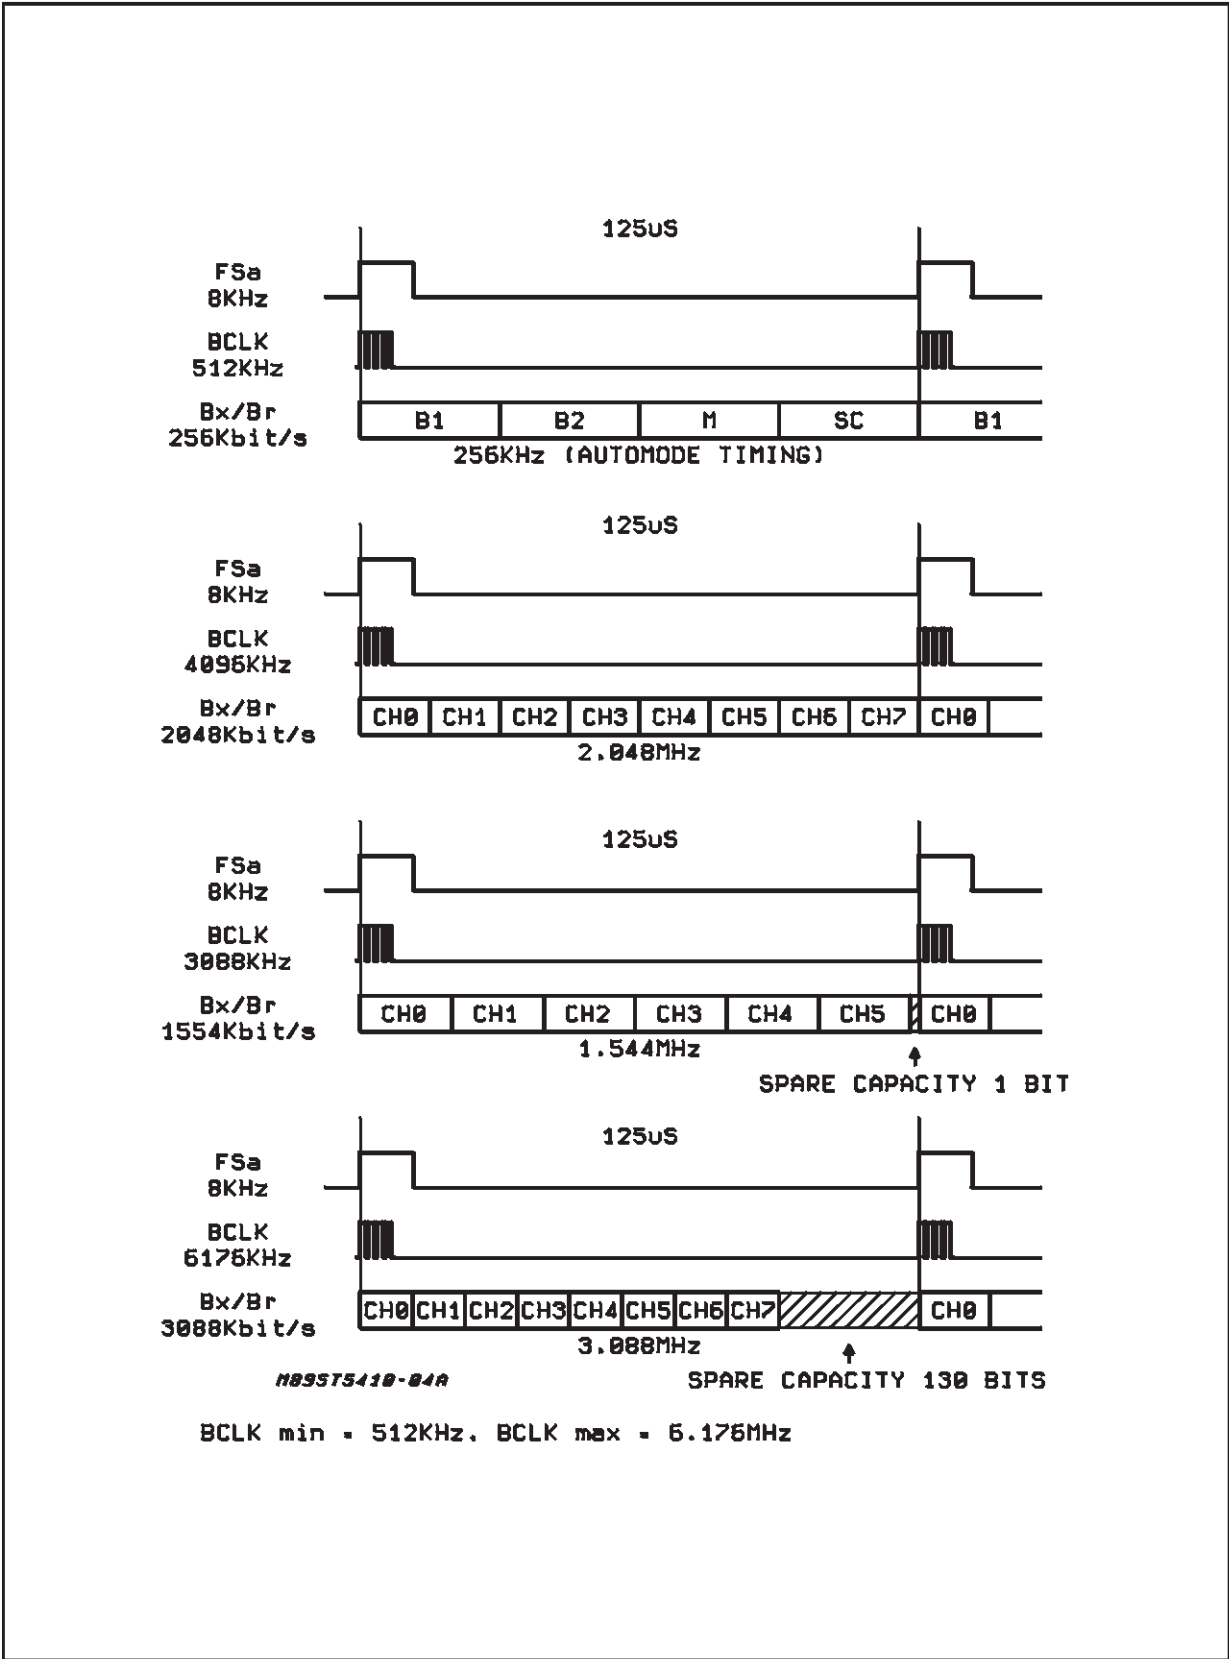 125uS
FSa
8KHz
BCLK
512KHz
Bx/Br
256Kbit/s
B1 B2 M SC B1
256KHz (AUTOMODE TIMING)
125uS
FSa
8KHz
BCLK
4096KHz
Bx/Br
2048Kbit/s
CH0 CH1 CH2 CH3 CH4 CH5 CH6 CH7 CH0
2.048MHz
125uS
FSa
8KHz
BCLK
3088KHz
Bx/Br
1554Kbit/s
CH0 CH1 CH2 CH3 CH4 CH5 CH0
1.544MHz
SPARE CAPACITY 1 BIT
125uS
FSa
8KHz
BCLK
6176KHz
Bx/Br
3088Kbit/s
CH0 CH1 CH2 CH3 CH4 CH5 CH6 CH7 CH0
3.088MHz
M89ST5410-04A SPARE CAPACITY 130 BITS
BCLK min = 512KHz. BCLK max = 6.176MHz